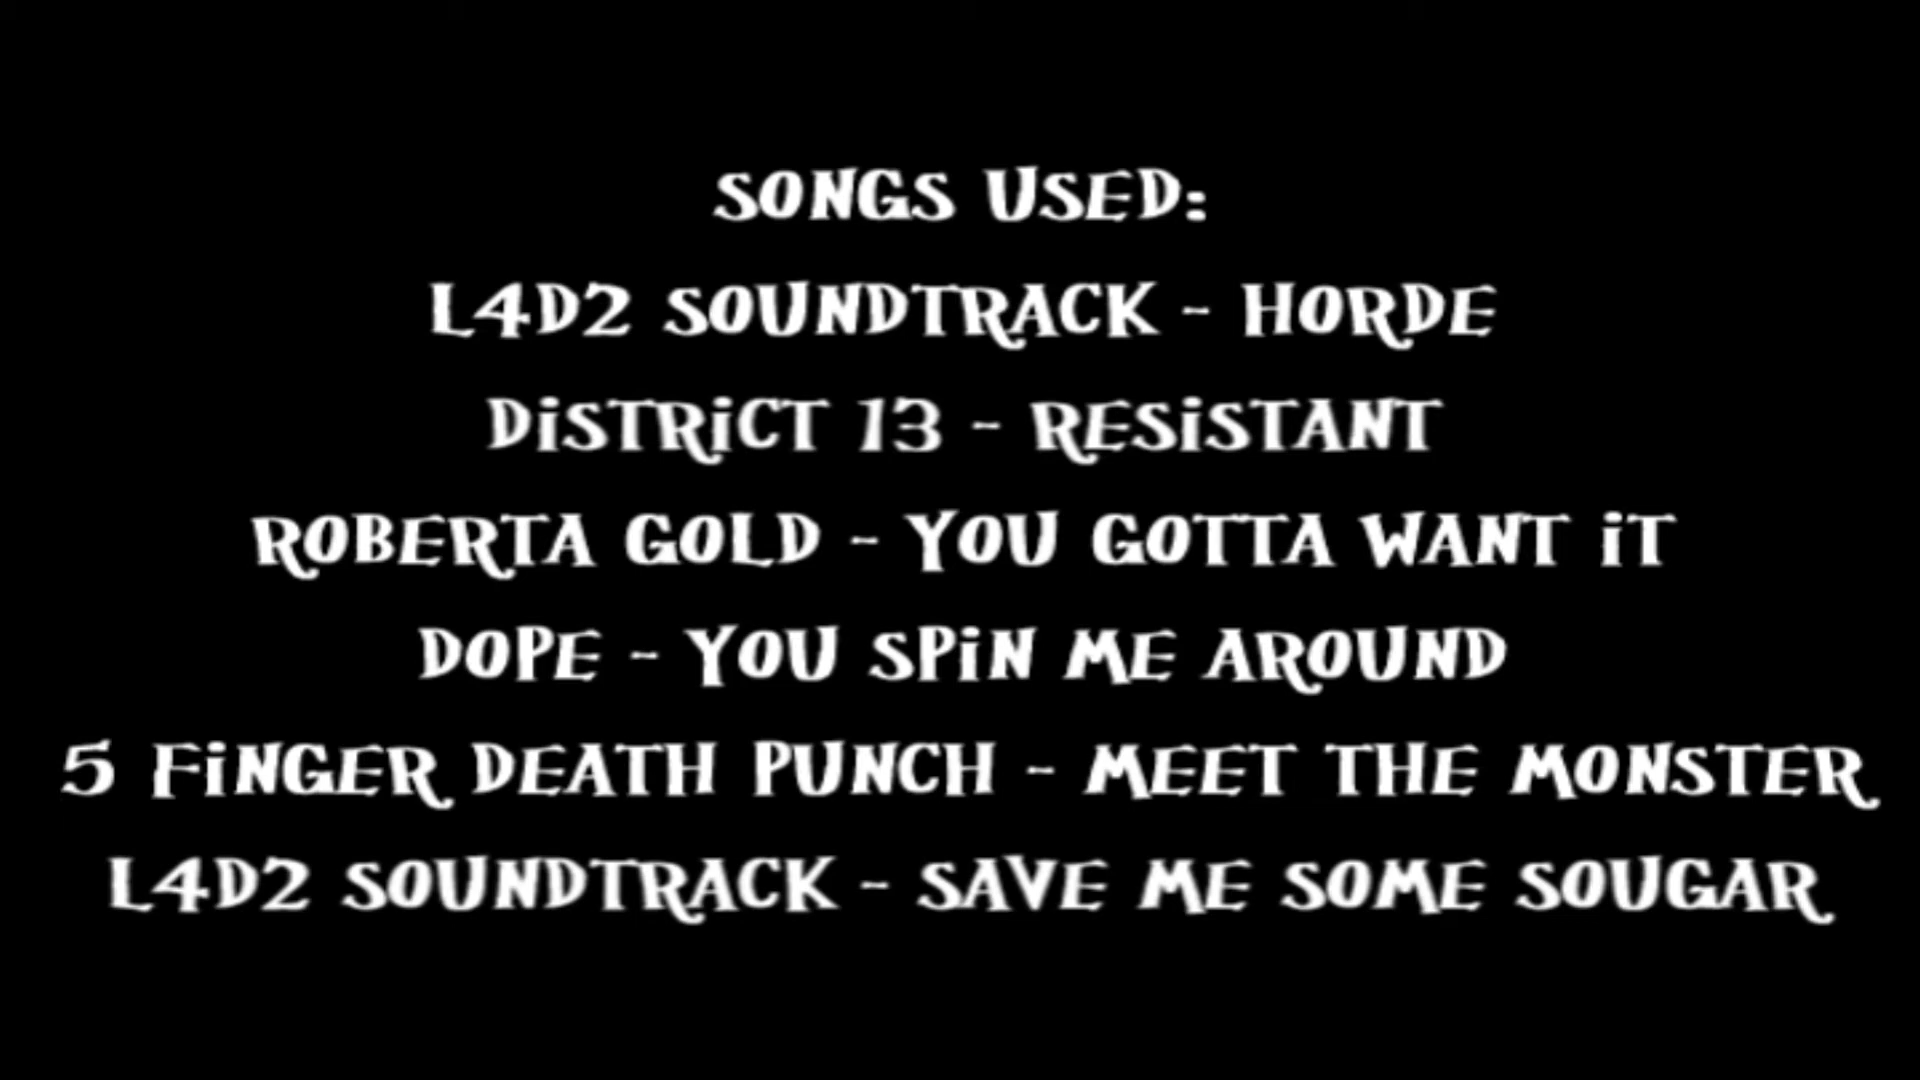 SONGS USED:
L4D2 SOUNDTRACK - HORDE
DiSTRiCT 13 - RESiSTANT
ROBERTA GOLD - YOU GOTTA WANT iT
DOPE - YOU SPiN ME AROUND
5 FiNGER DEATH PUNCH - MEET THE MONSTER
L4D2 SOUNDTRACK - SAVE ME SOME SOUGAR